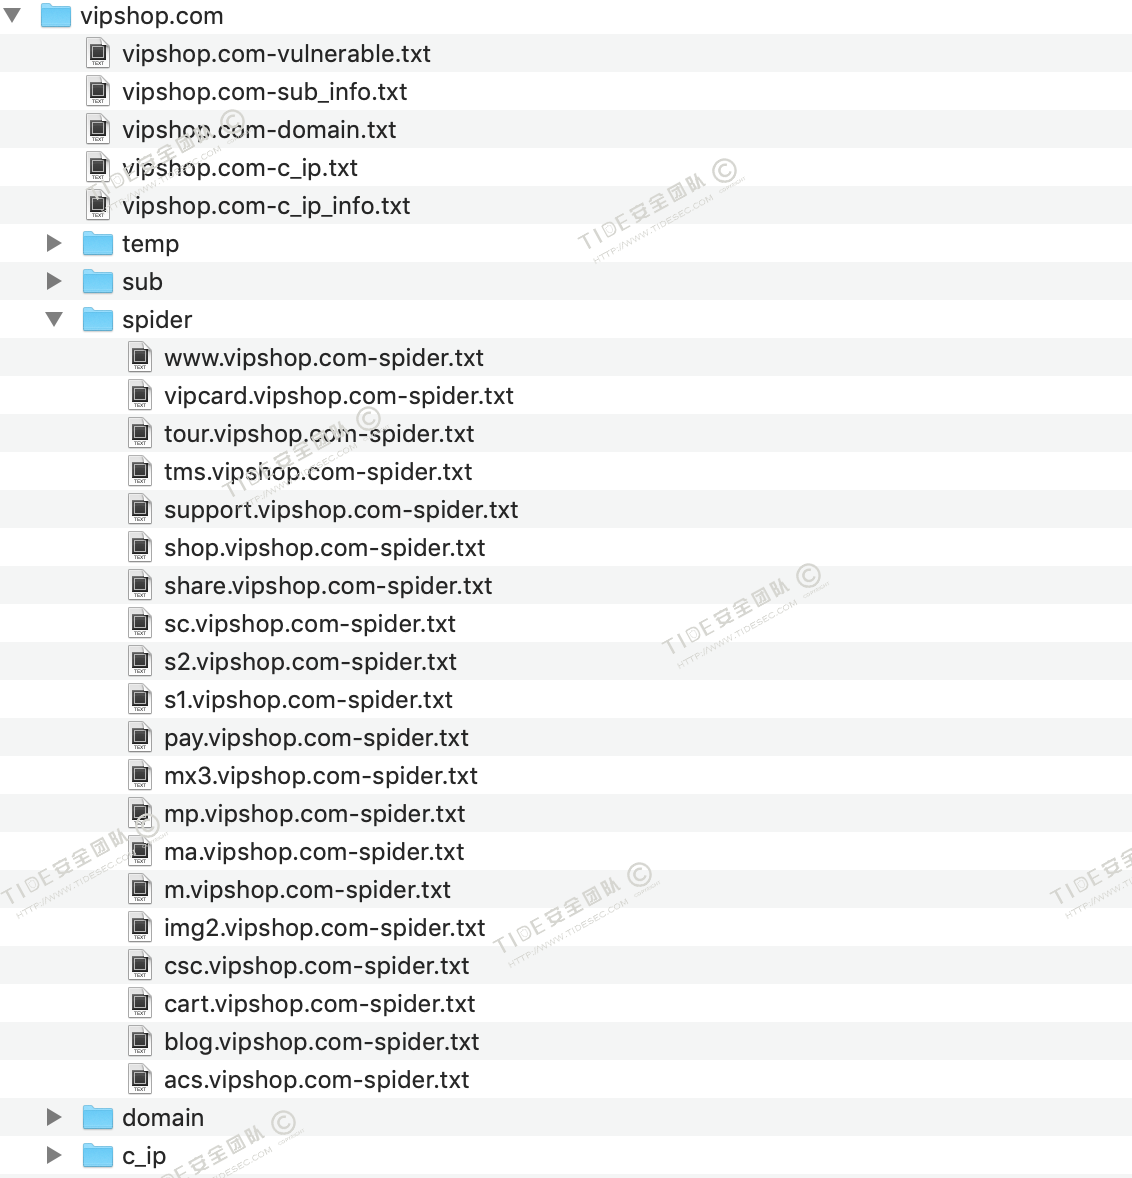 vipshop.com
vipshop.com-vulnerable.txt
vipshop.com-sub_info.txt
vipshop.com-domain.txt
vipshop.com-c_ip.txt
vipshop.com-c_ip_info.txt
temp
sub
spider
www.vipshop.com-spider.txt
vipcard.vipshop.com-spider.txt
tour.vipshop.com-spider.txt
tms.vipshop.com-spider.txt
support.vipshop.com-spider.txt
shop.vipshop.com-spider.txt
share.vipshop.com-spider.txt
sc.vipshop.com-spider.txt
s2.vipshop.com-spider.txt
s1.vipshop.com-spider.txt
pay.vipshop.com-spider.txt
mx3.vipshop.com-spider.txt
mp.vipshop.com-spider.txt
ma.vipshop.com-spider.txt
m.vipshop.com-spider.txt
img2.vipshop.com-spider.txt
csc.vipshop.com-spider.txt
cart.vipshop.com-spider.txt
blog.vipshop.com-spider.txt
acs.vipshop.com-spider.txt
domain
c_ip
TIDE安全团队 ©
HTTP://WWW.TIDESEC.COM